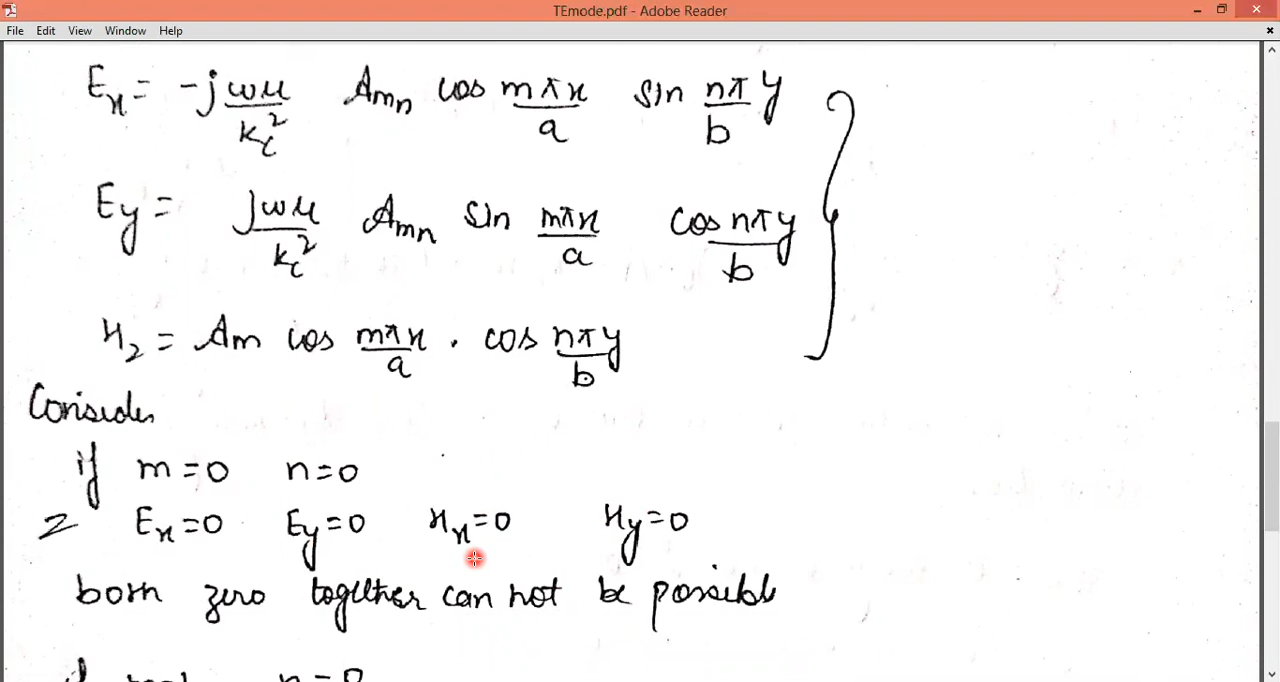 TEmode.pdf - Adobe Reader
File Edit View Window Help
Ex = -jωμ/kc² Amn cos mπx/a sin nπ/b y
Ey = jωμ/kc² Amn sin mπx/a cos nπy/b
Hz = Am cos mπx/a . cos nπy/b
Consider
if m=0 n=0
Ex=0 Ey=0 Hx=0 Hy=0
both zero together can not be possible
n=0